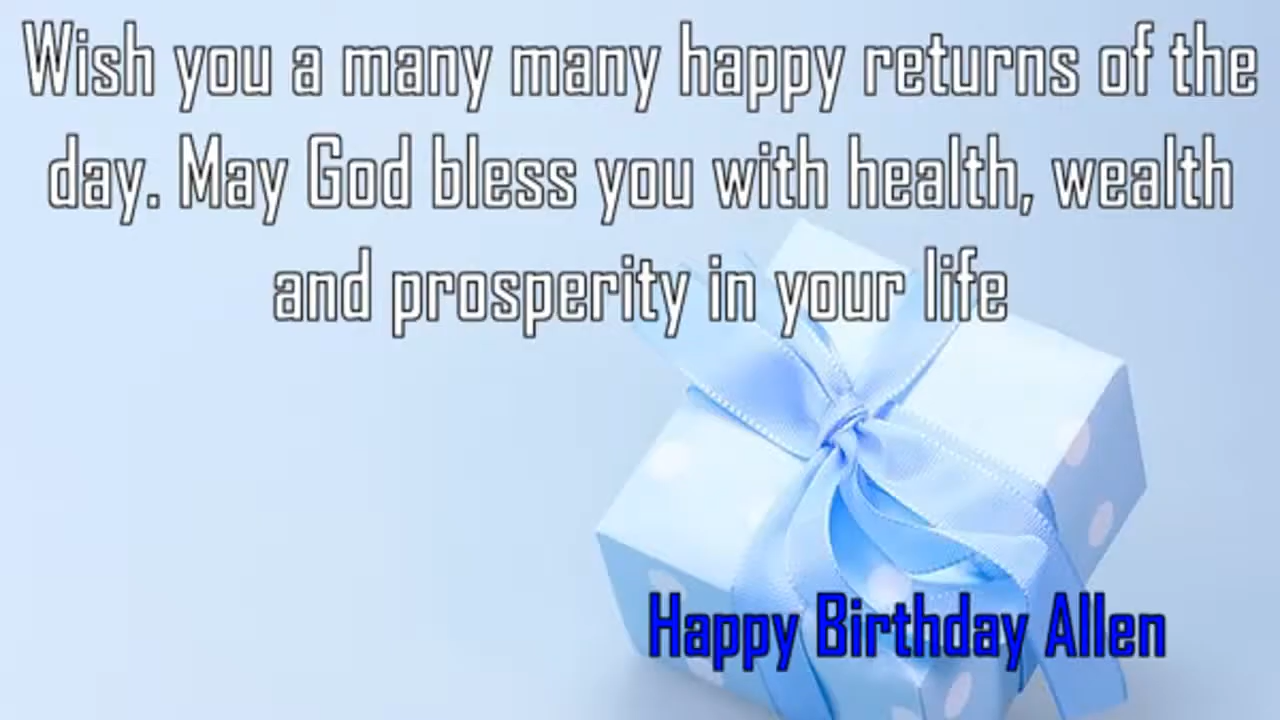 Wish you a many many happy returns of the
day. May God bless you with health, wealth
and prosperity in your life
Happy Birthday Allen